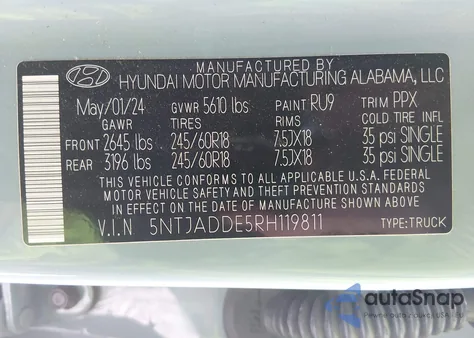 MANUFACTURED BY
HYUNDAI MOTOR MANUFACTURING ALABAMA, LLC
May/01/24 GVWR 5610 lbs PAINT RU9 TRIM PPX
GAWR TIRES RIMS COLD TIRE INFL
FRONT 2645 lbs 245/60R18 7.5JX18 35 psi SINGLE
REAR 3196 lbs 245/60R18 7.5JX18 35 psi SINGLE
THIS VEHICLE CONFORMS TO ALL APPLICABLE U.S.A. FEDERAL
MOTOR VEHICLE SAFETY AND THEFT PREVENTION STANDARDS
IN EFFECT ON THE DATE OF MANUFACTURE SHOWN ABOVE
V.I.N 5NTJADDE5RH119811 TYPE:TRUCK
autoSnap